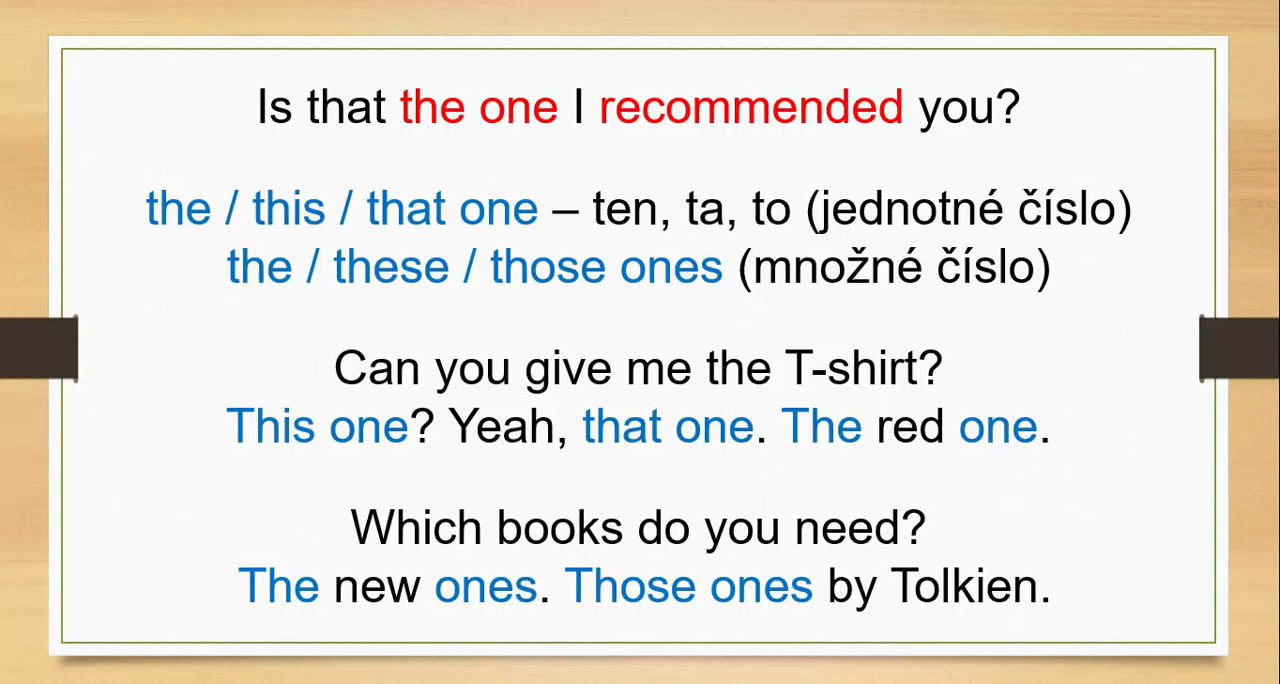 Is that the one I recommended you?
the / this / that one – ten, ta, to (jednotné číslo)
the / these / those ones (množné číslo)
Can you give me the T-shirt?
This one? Yeah, that one. The red one.
Which books do you need?
The new ones. Those ones by Tolkien.